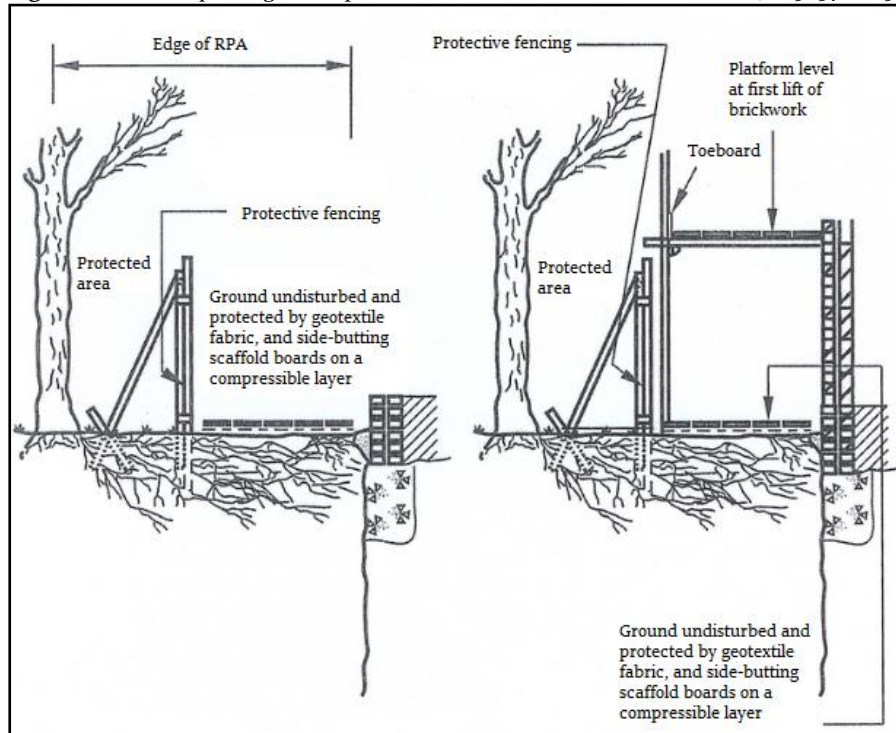 Edge of RPA
Protective fencing
Protected
area
Ground undisturbed and
protected by geotextile
fabric, and side-butting
scaffold boards on a
compressible layer
Protective fencing
Platform level
at first lift of
brickwork
Toeboard
Protected
area
Ground undisturbed and
protected by geotextile
fabric, and side-butting
scaffold boards on a
compressible layer